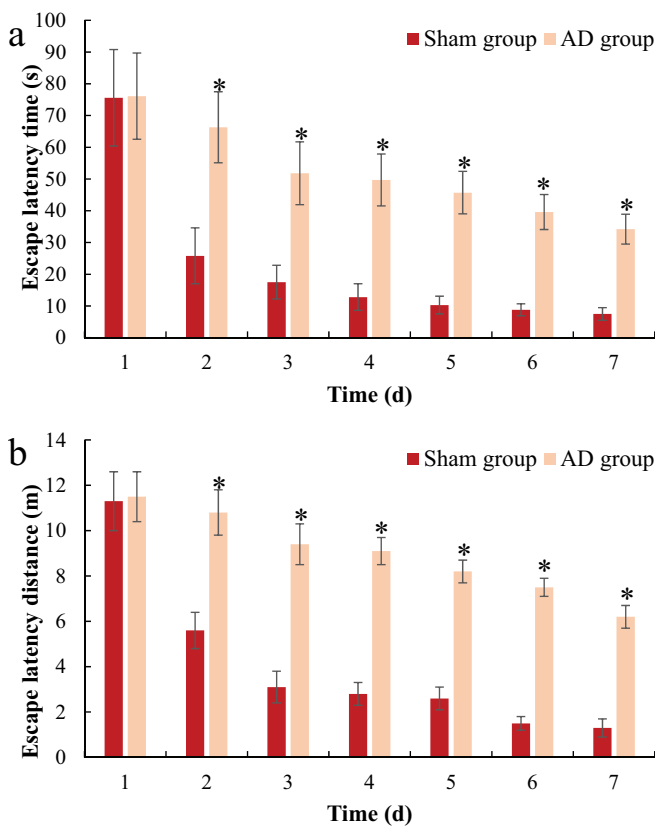 a
Sham group AD group
Escape latency time (s)
100
90
80
70
60
50
40
30
20
10
0
* * * * * *
1 2 3 4 5 6 7
Time (d)
b
Sham group AD group
Escape latency distance (m)
14
12
10
8
6
4
2
0
* * * * * *
1 2 3 4 5 6 7
Time (d)